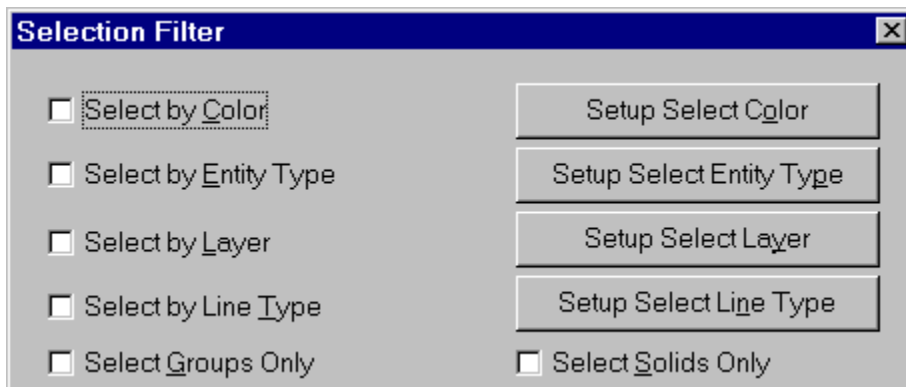 Selection Filter
Select by Color
Setup Select Color
Select by Entity Type
Setup Select Entity Type
Select by Layer
Setup Select Layer
Select by Line Type
Setup Select Line Type
Select Groups Only
Select Solids Only